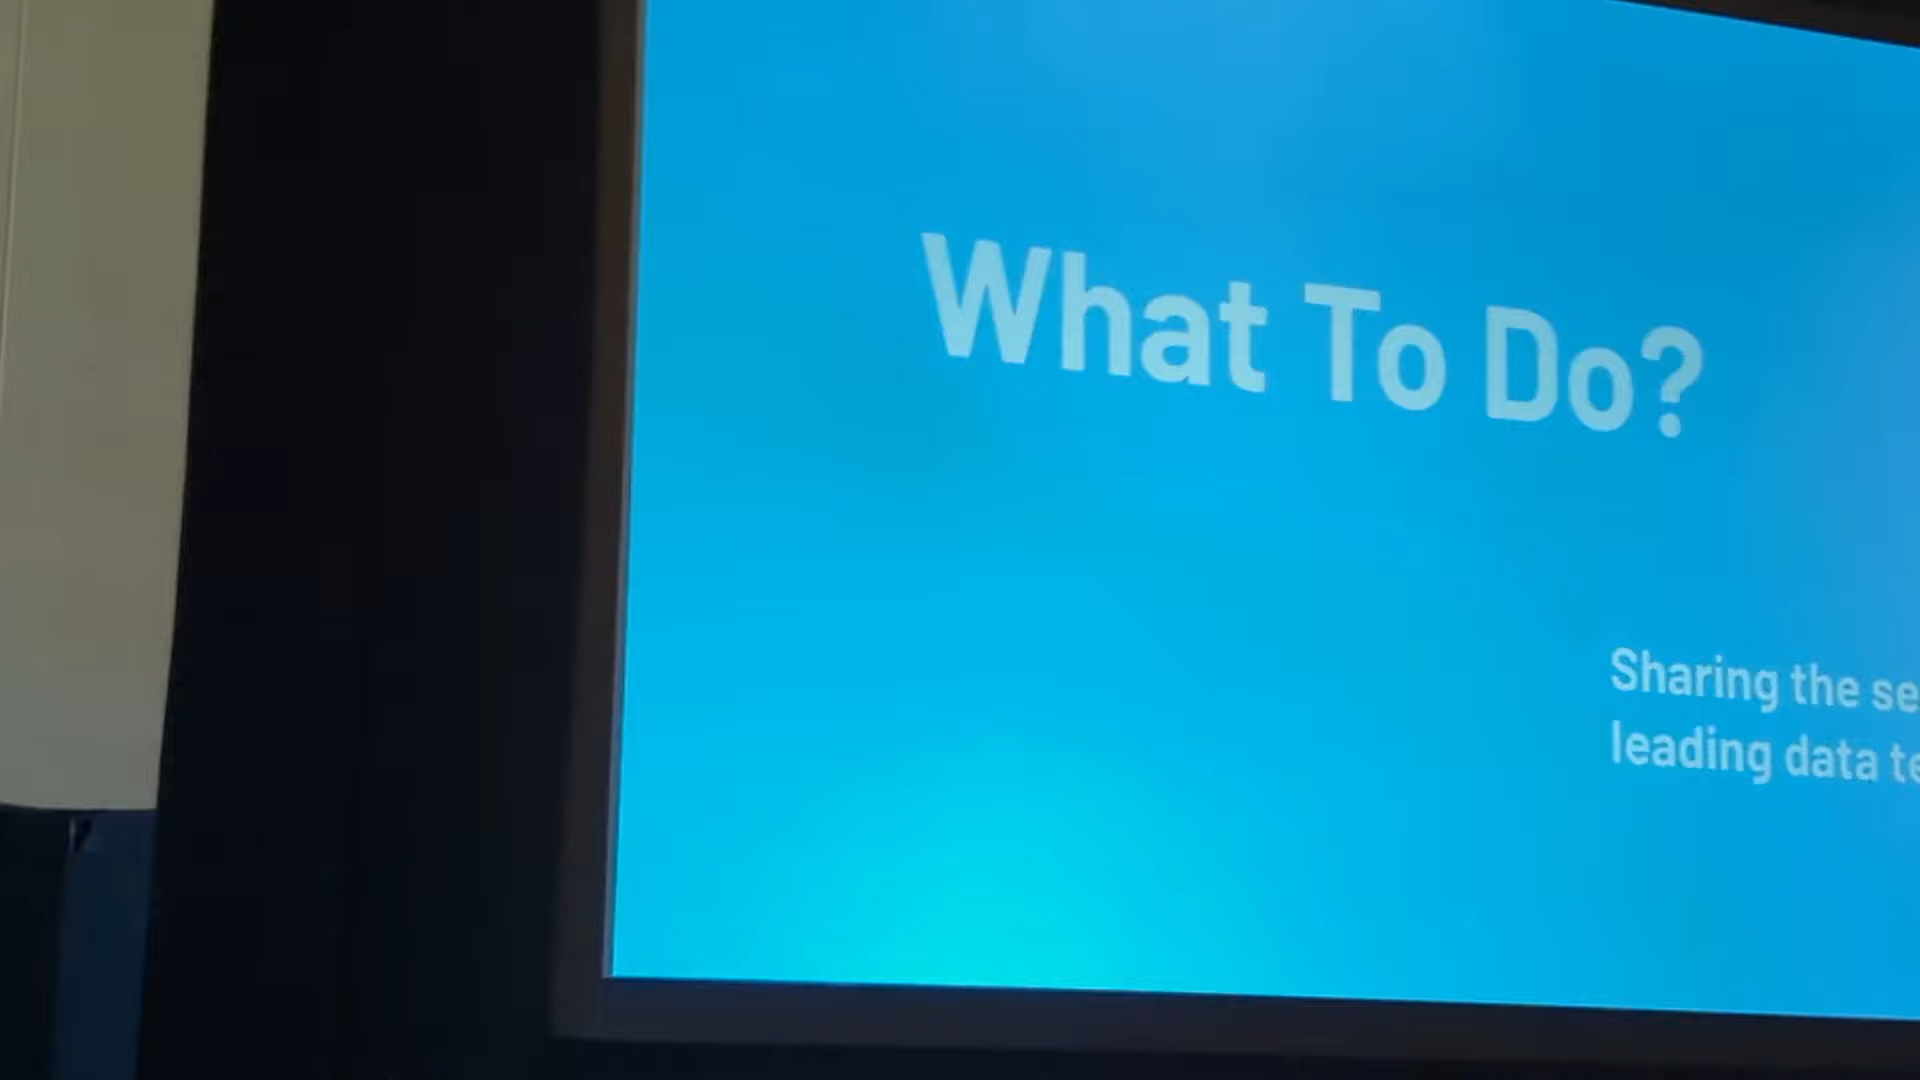 What To Do?
Sharing the
leading data